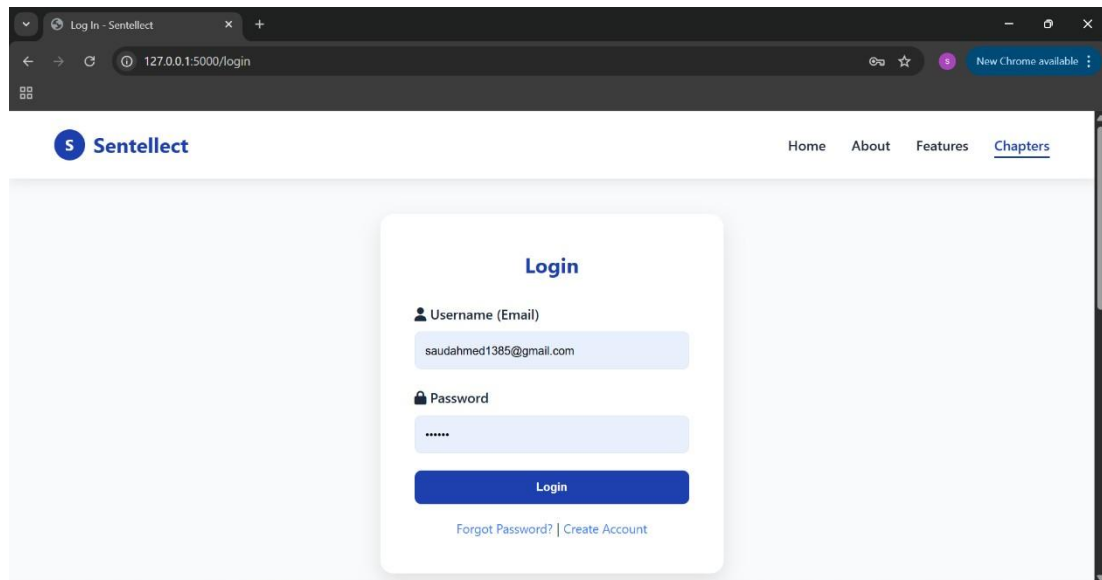 Log In - Sentellect
127.0.0.1:5000/login
s
New Chrome available
S Sentellect
Home About Features Chapters
Login
Username (Email)
saudahmed1385@gmail.com
Password
••••••
Login
Forgot Password? | Create Account